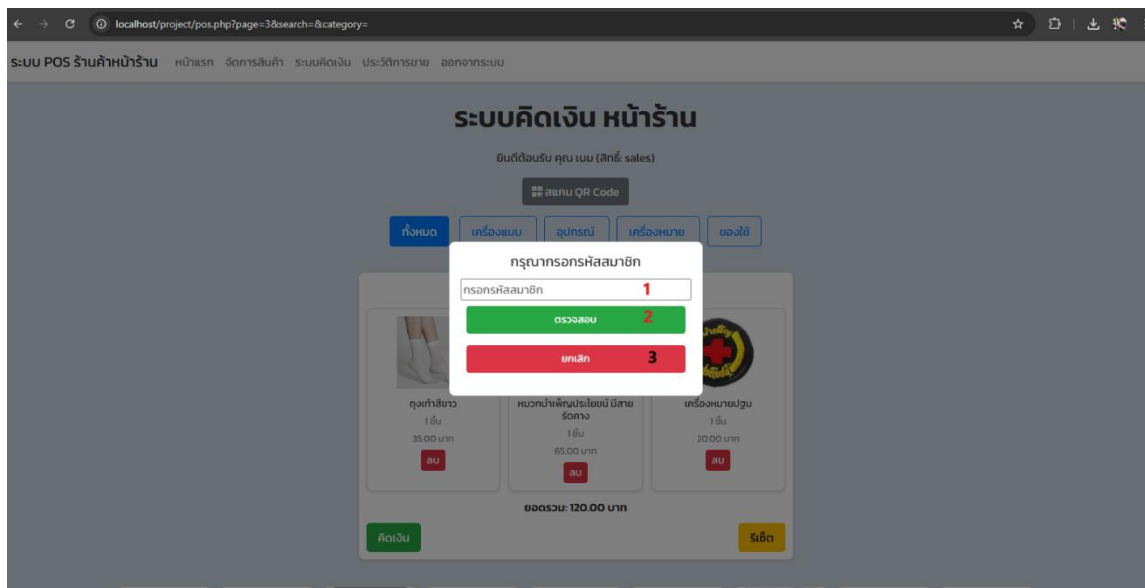 localhost/project/pos.php?page=3&search=&category=
ระบบ POS ร้านค้าหน้าร้าน หน้าแรก จัดการสินค้า ระบบคิดเงิน ประวัติการขาย ออกจากระบบ
ระบบคิดเงิน หน้าร้าน
ยินดีต้อนรับ คุณ เนม (สิทธิ์: sales)
สแกน QR Code
ทั้งหมด เครื่องแบบ อุปกรณ์ เครื่องหมาย ของใช้
กรุณากรอกรหัสสมาชิก
กรอกรหัสสมาชิก 1
ตรวจสอบ 2
ยกเลิก 3
ถุงเท้าสีขาว
1 ชิ้น
35.00 บาท
ลบ
หมวกบำเพ็ญประโยชน์ มีสาย
รัดคาง
1 ชิ้น
65.00 บาท
ลบ
เครื่องหมายปฐม
1 ชิ้น
20.00 บาท
ลบ
ยอดรวม: 120.00 บาท
คิดเงิน รีเซ็ต